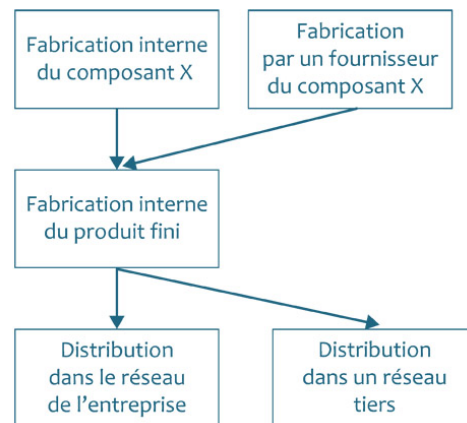 Fabrication interne
du composant X
Fabrication
par un fournisseur
du composant X
Fabrication interne
du produit fini
Distribution
dans le réseau
de l'entreprise
Distribution
dans un réseau
tiers